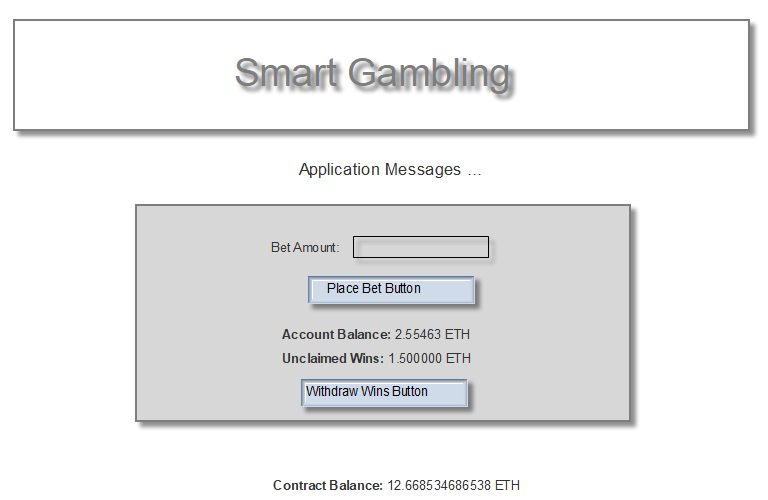 Smart Gambling
Application Messages ...
Bet Amount:
Place Bet Button
Account Balance: 2.55463 ETH
Unclaimed Wins: 1.500000 ETH
Withdraw Wins Button
Contract Balance: 12.668534686538 ETH